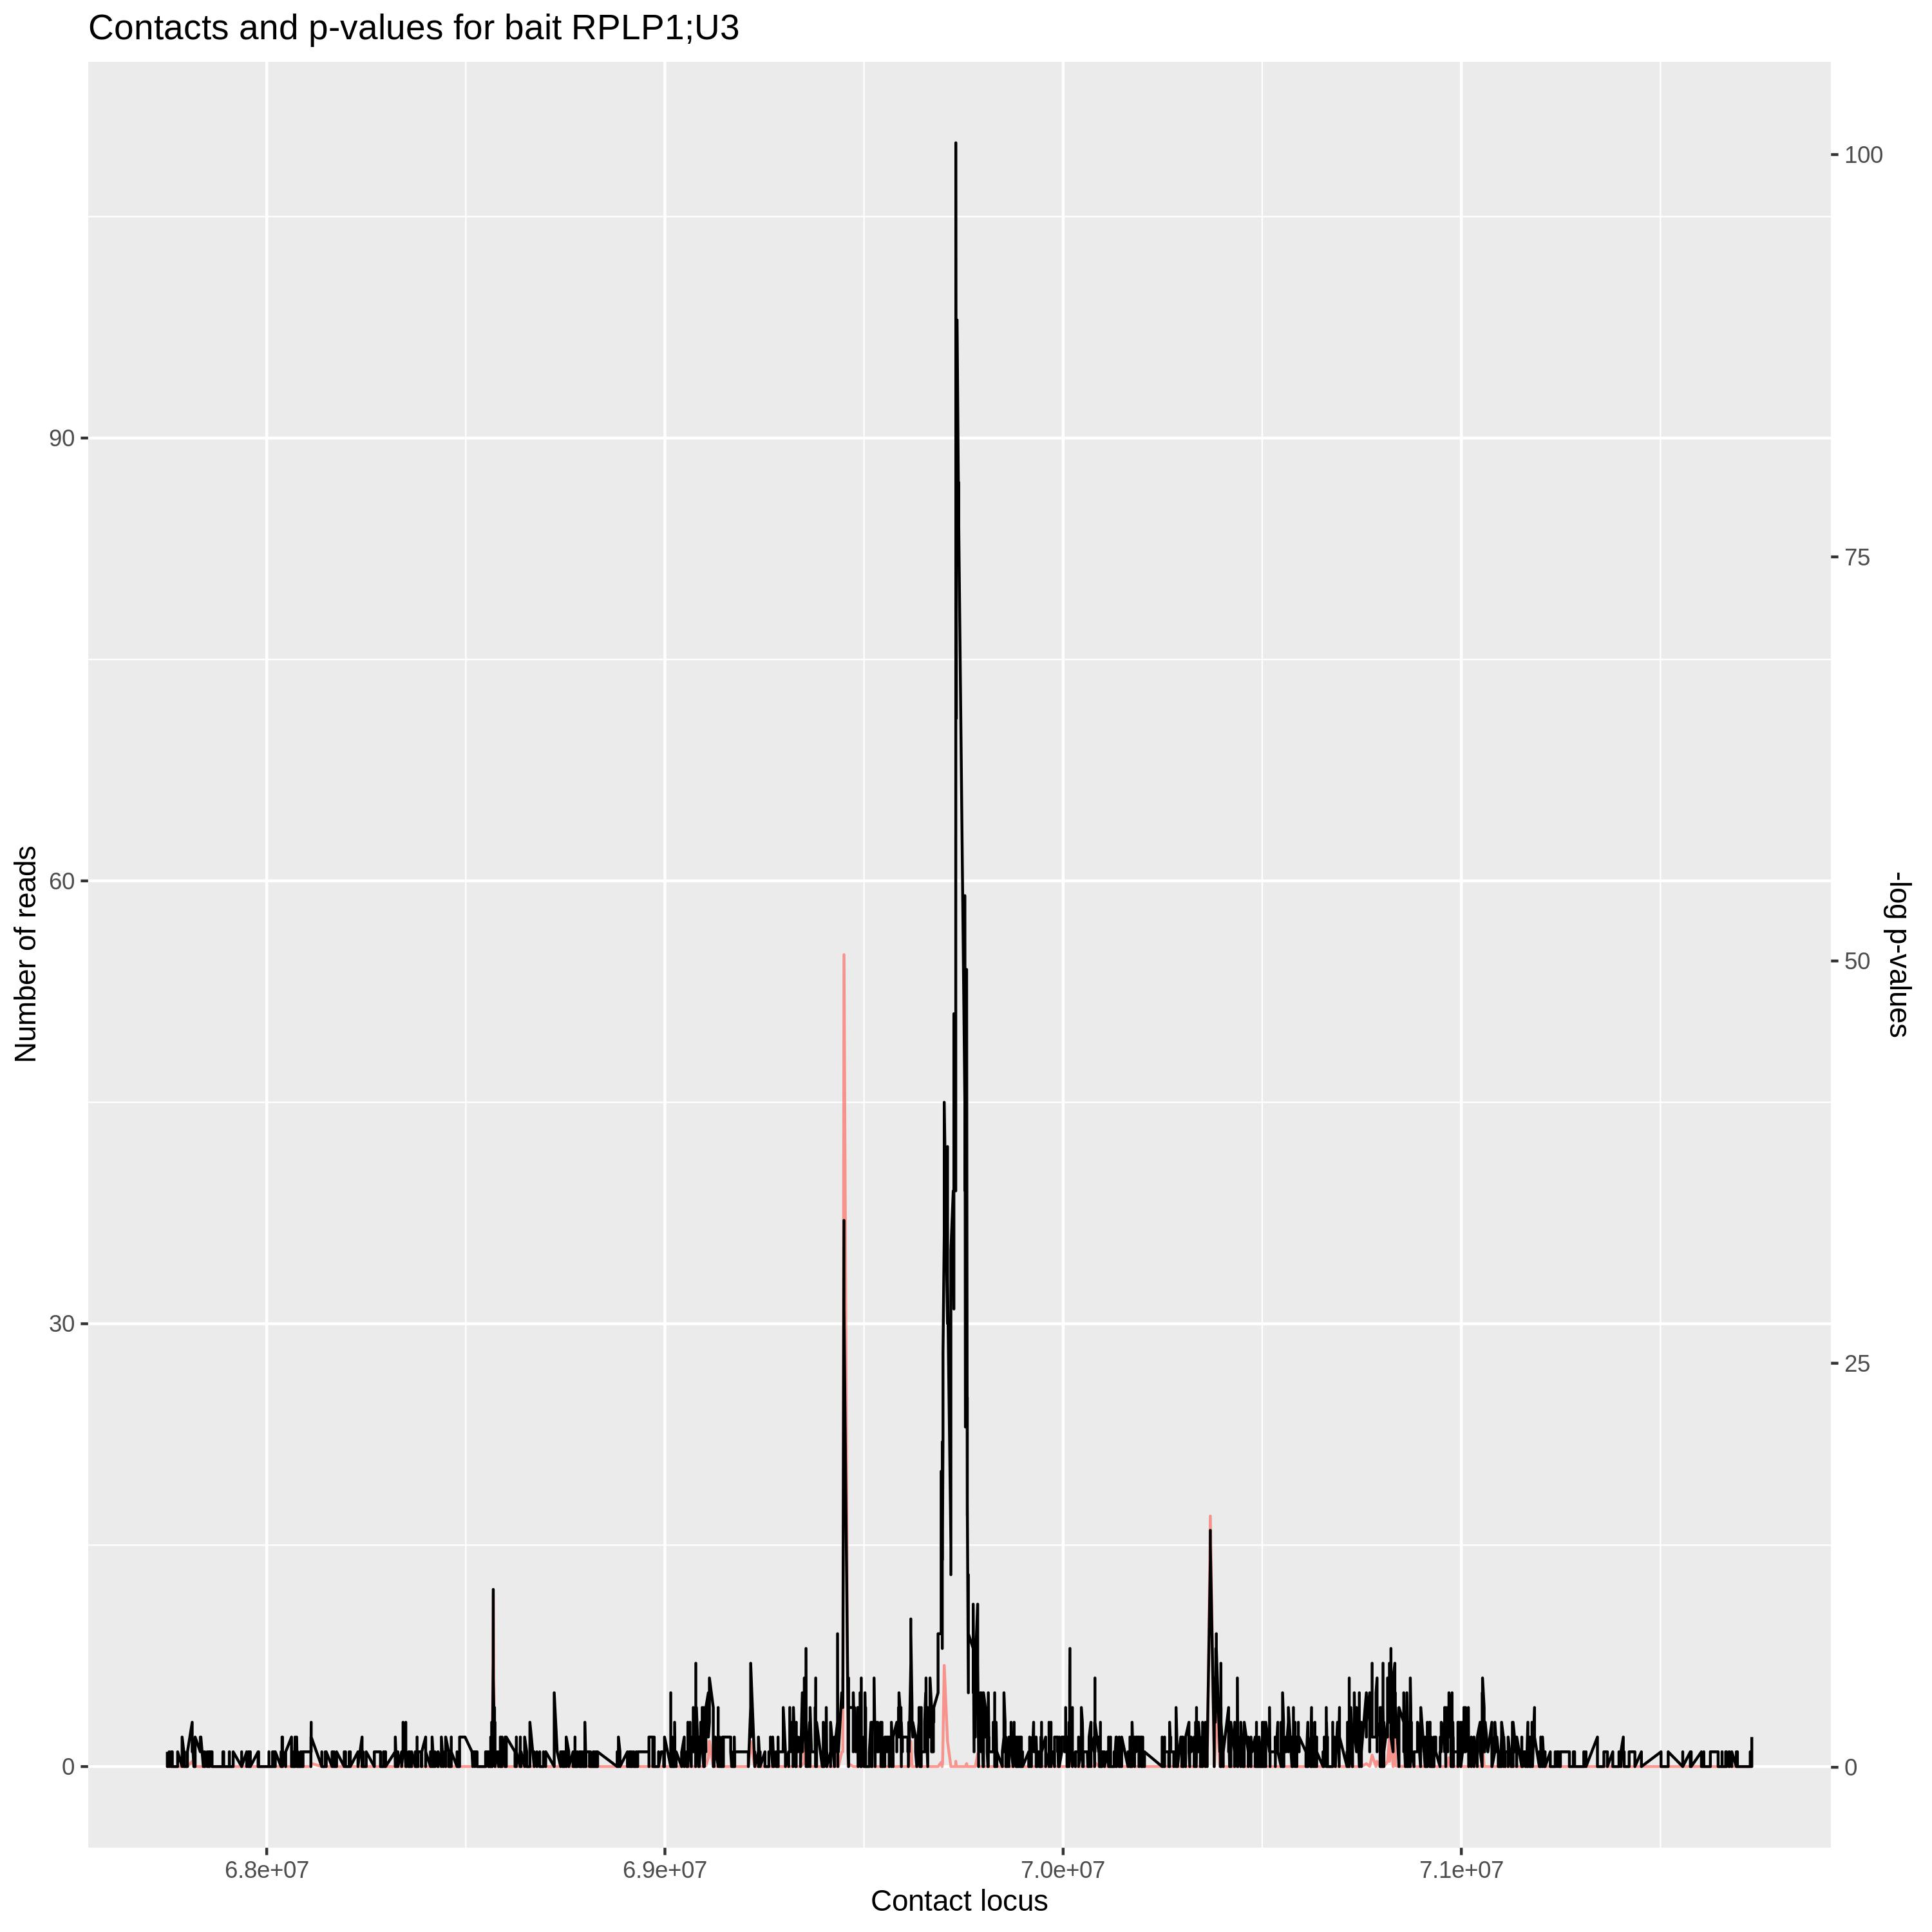 Contacts and p-values for bait RPLP1;U3
Number of reads
90
60
30
0
100
75
50
25
0
-log p-values
6.8e+07 6.9e+07 7.0e+07 7.1e+07
Contact locus